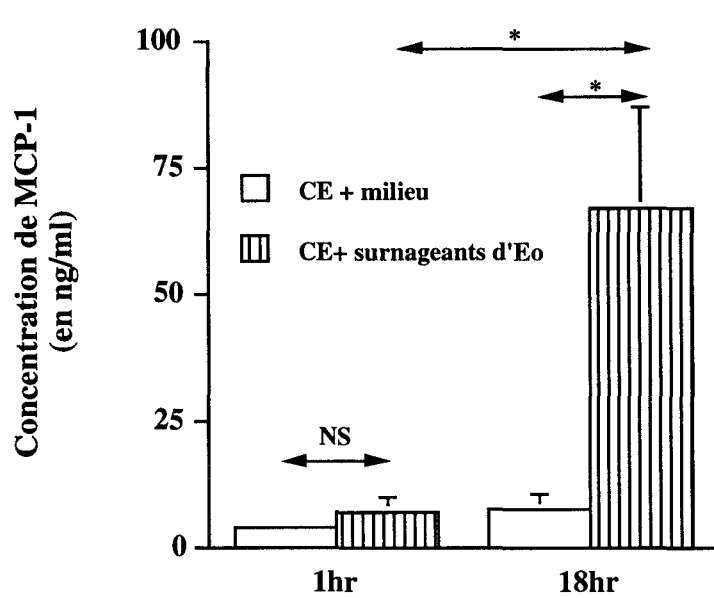 100
75
50
25
0
Concentration de MCP-1
(en ng/ml)
*
*
CE + milieu
CE+ surnageants d'Eo
NS
1hr
18hr